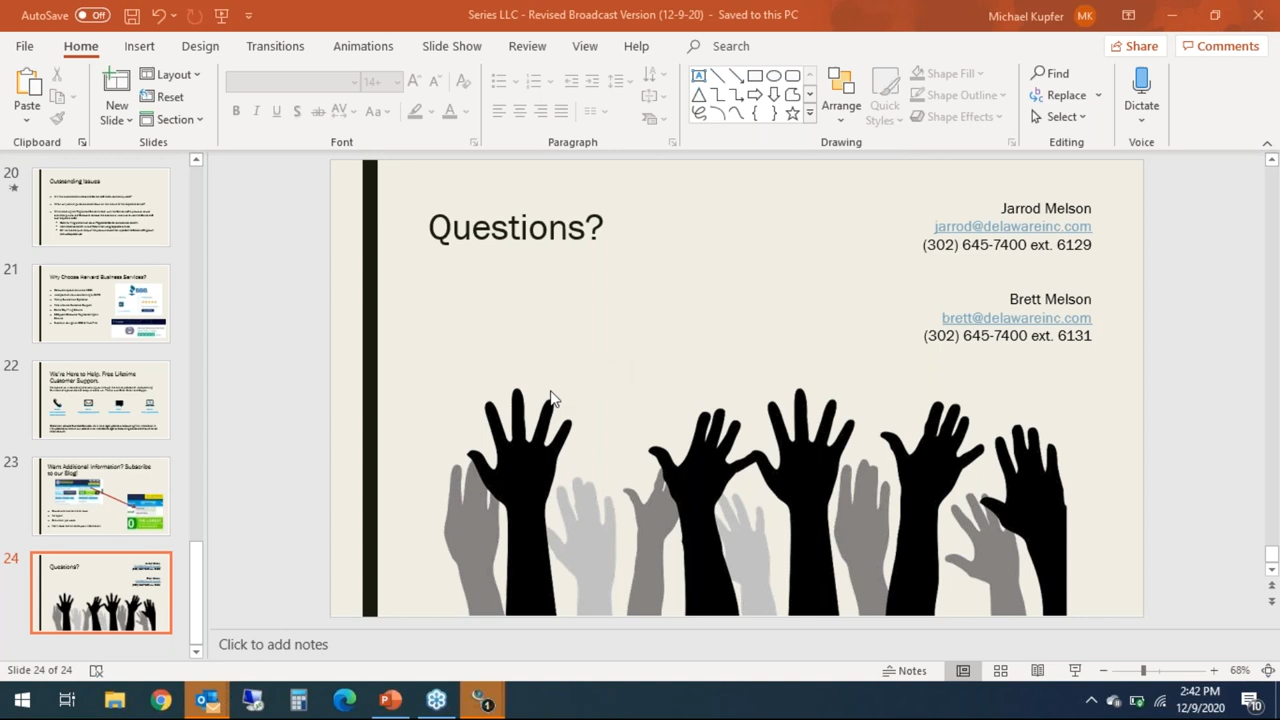 AutoSave Off
Series LLC - Revised Broadcast Version (12-9-20) - Saved to this PC
Michael Kupfer MK
File Home Insert Design Transitions Animations Slide Show Review View Help Search
Share Comments
Paste
New Slide
Layout
Reset
Section
14+
Arrange
Quick Styles
Shape Fill
Shape Outline
Shape Effects
Find
Replace
Select
Dictate
Clipboard Slides Font Paragraph Drawing Editing Voice
20
Outstanding Issues
21
Why Choose Harvard Business Services?
22
We're Here to Help. Free Lifetime
Customer Support.
23
Want Additional Information? Subscribe
to our Blog!
24
Questions?
Questions?
Jarrod Melson
jarrod@delawareinc.com
(302) 645-7400 ext. 6129
Brett Melson
brett@delawareinc.com
(302) 645-7400 ext. 6131
Click to add notes
Slide 24 of 24
Notes
68%
1
2:42 PM
12/9/2020
10